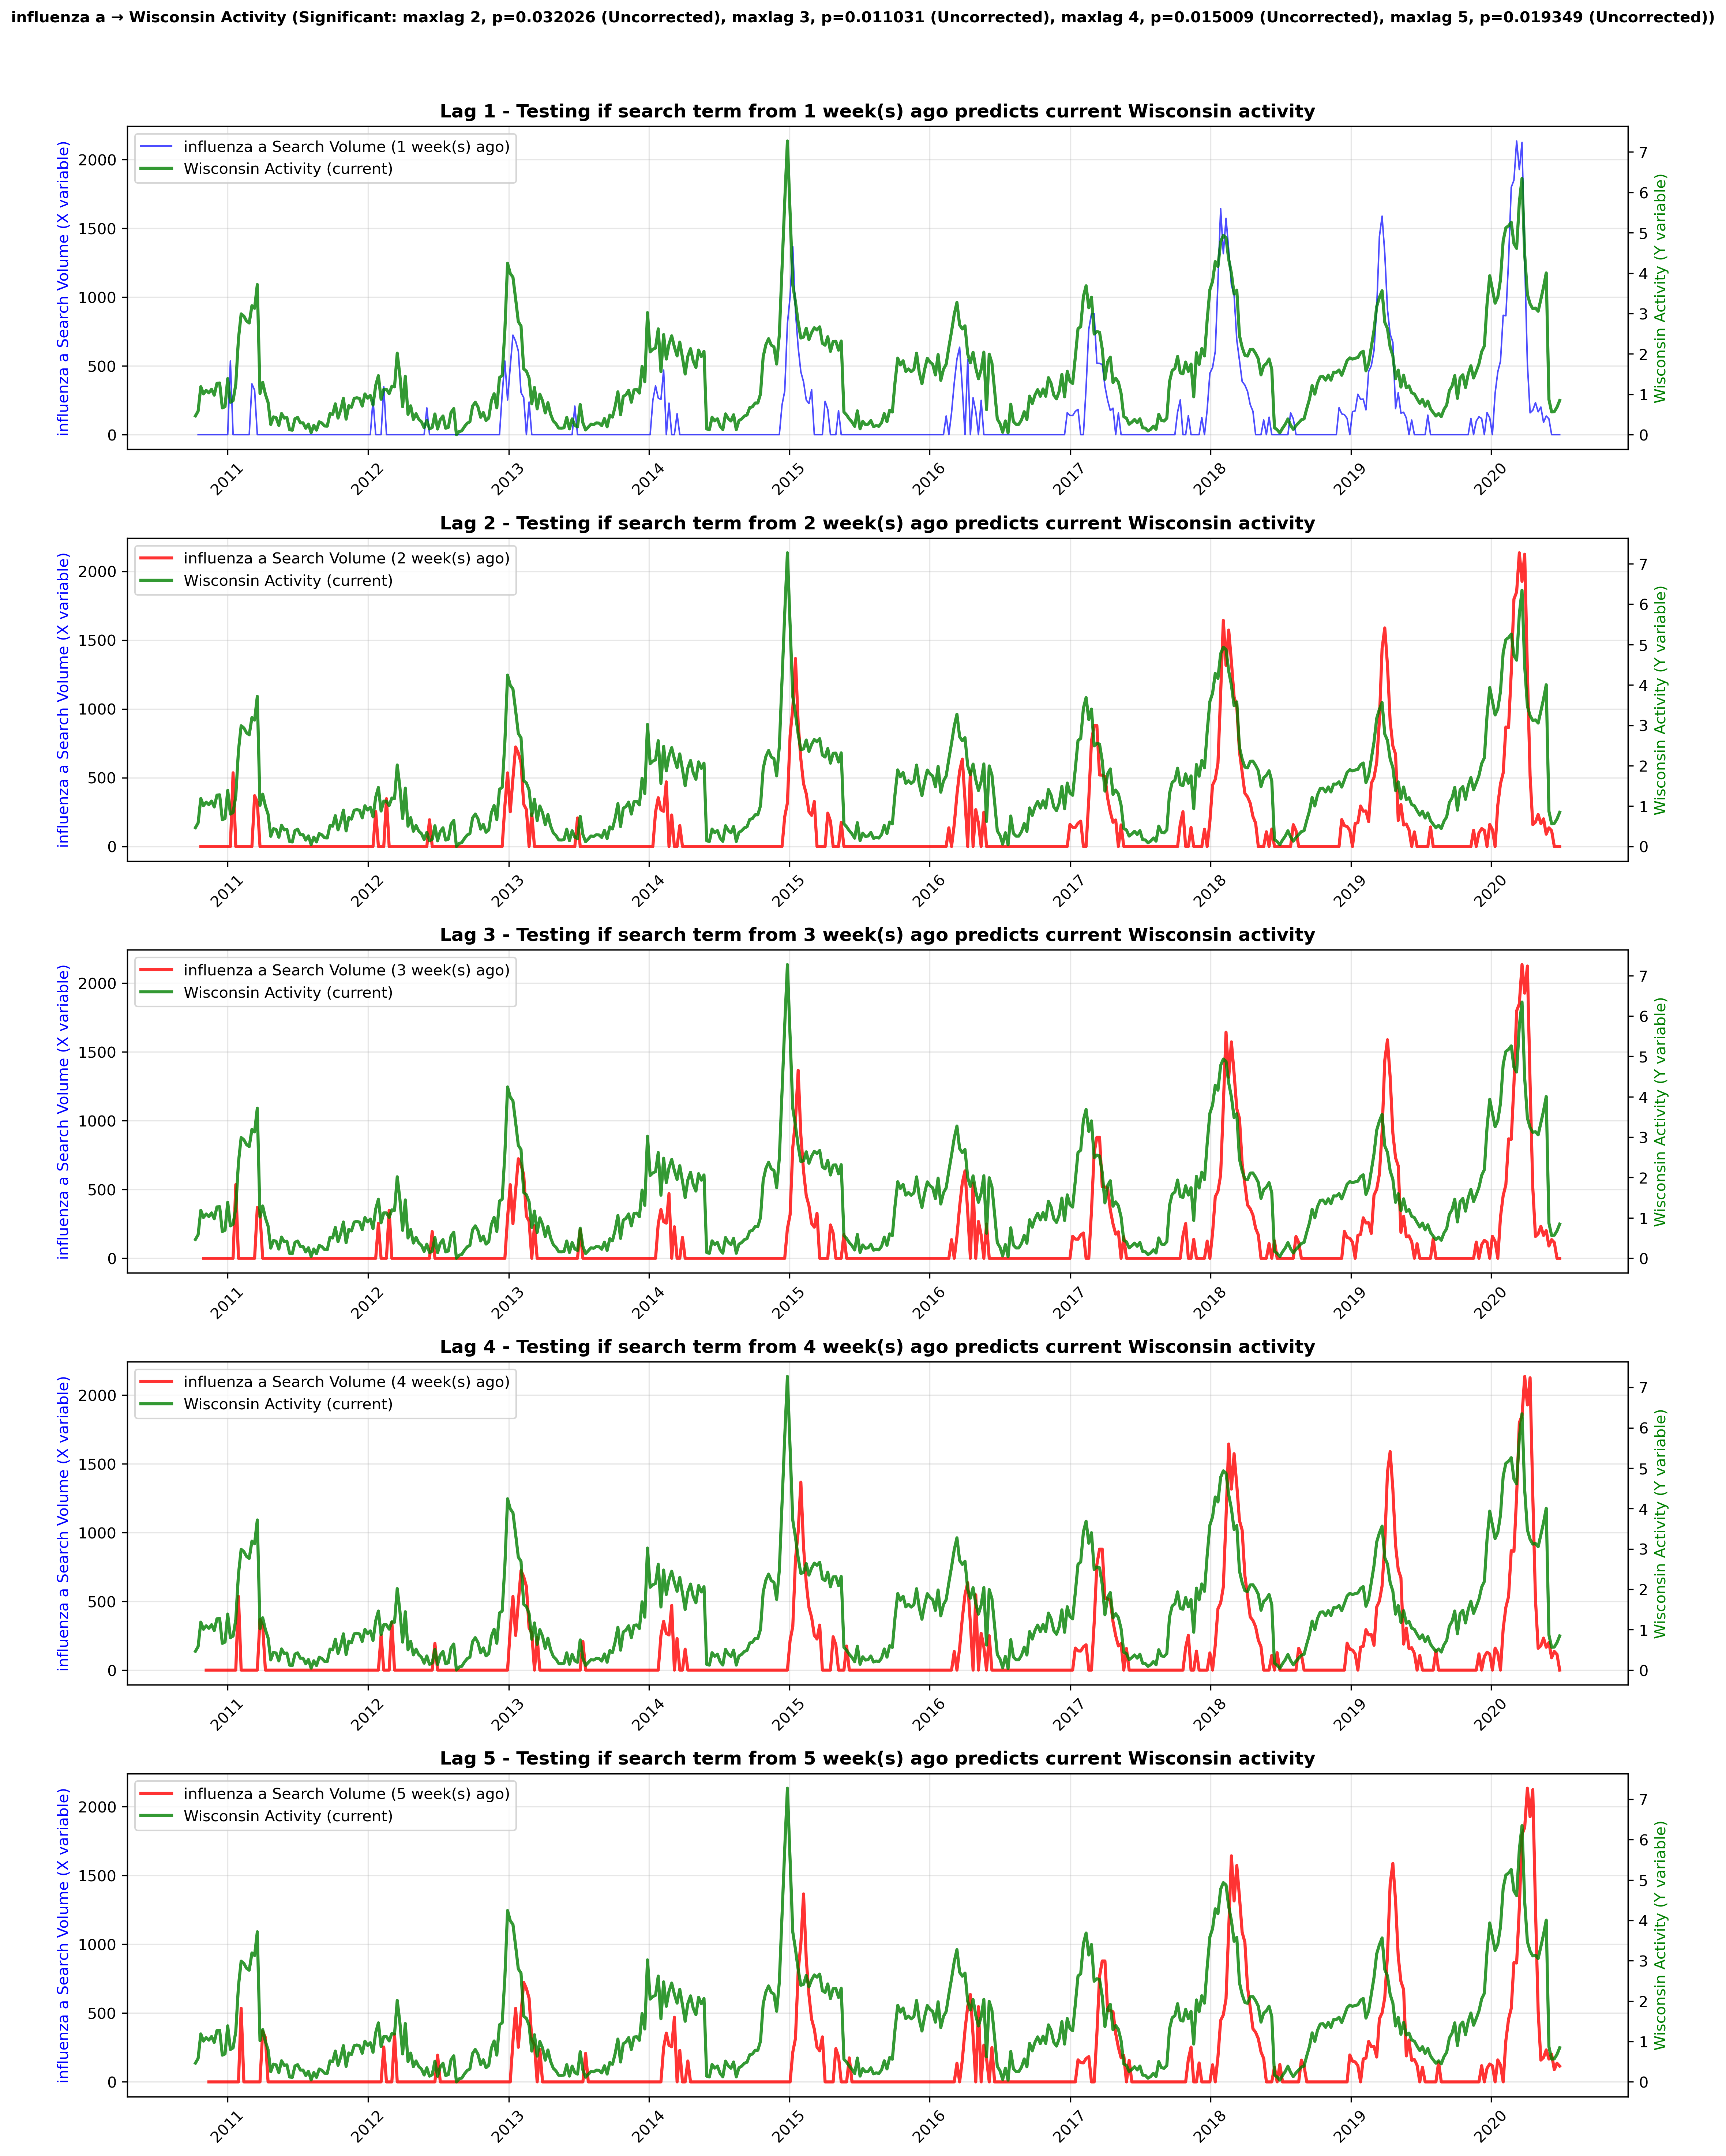 influenza a → Wisconsin Activity (Significant: maxlag 2, p=0.032026 (Uncorrected), maxlag 3, p=0.011031 (Uncorrected), maxlag 4, p=0.015009 (Uncorrected), maxlag 5, p=0.019349 (Uncorrected))
Lag 1 - Testing if search term from 1 week(s) ago predicts current Wisconsin activity
influenza a Search Volume (1 week(s) ago)
Wisconsin Activity (current)
influenza a Search Volume (X variable)
2000
1500
1000
500
0
7
6
5
4
3
2
1
0
Wisconsin Activity (Y variable)
2011 2012 2013 2014 2015 2016 2017 2018 2019 2020
Lag 2 - Testing if search term from 2 week(s) ago predicts current Wisconsin activity
influenza a Search Volume (2 week(s) ago)
Wisconsin Activity (current)
influenza a Search Volume (X variable)
2000
1500
1000
500
0
7
6
5
4
3
2
1
0
Wisconsin Activity (Y variable)
2011 2012 2013 2014 2015 2016 2017 2018 2019 2020
Lag 3 - Testing if search term from 3 week(s) ago predicts current Wisconsin activity
influenza a Search Volume (3 week(s) ago)
Wisconsin Activity (current)
influenza a Search Volume (X variable)
2000
1500
1000
500
0
7
6
5
4
3
2
1
0
Wisconsin Activity (Y variable)
2011 2012 2013 2014 2015 2016 2017 2018 2019 2020
Lag 4 - Testing if search term from 4 week(s) ago predicts current Wisconsin activity
influenza a Search Volume (4 week(s) ago)
Wisconsin Activity (current)
influenza a Search Volume (X variable)
2000
1500
1000
500
0
7
6
5
4
3
2
1
0
Wisconsin Activity (Y variable)
2011 2012 2013 2014 2015 2016 2017 2018 2019 2020
Lag 5 - Testing if search term from 5 week(s) ago predicts current Wisconsin activity
influenza a Search Volume (5 week(s) ago)
Wisconsin Activity (current)
influenza a Search Volume (X variable)
2000
1500
1000
500
0
7
6
5
4
3
2
1
0
Wisconsin Activity (Y variable)
2011 2012 2013 2014 2015 2016 2017 2018 2019 2020